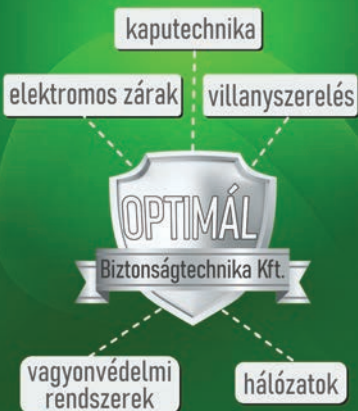 kaputechnika
elektromos zárak
villanyszerelés
OPTIMÁL
Biztonságtechnika Kft.
vagyonvédelmi
rendszerek
hálózatok